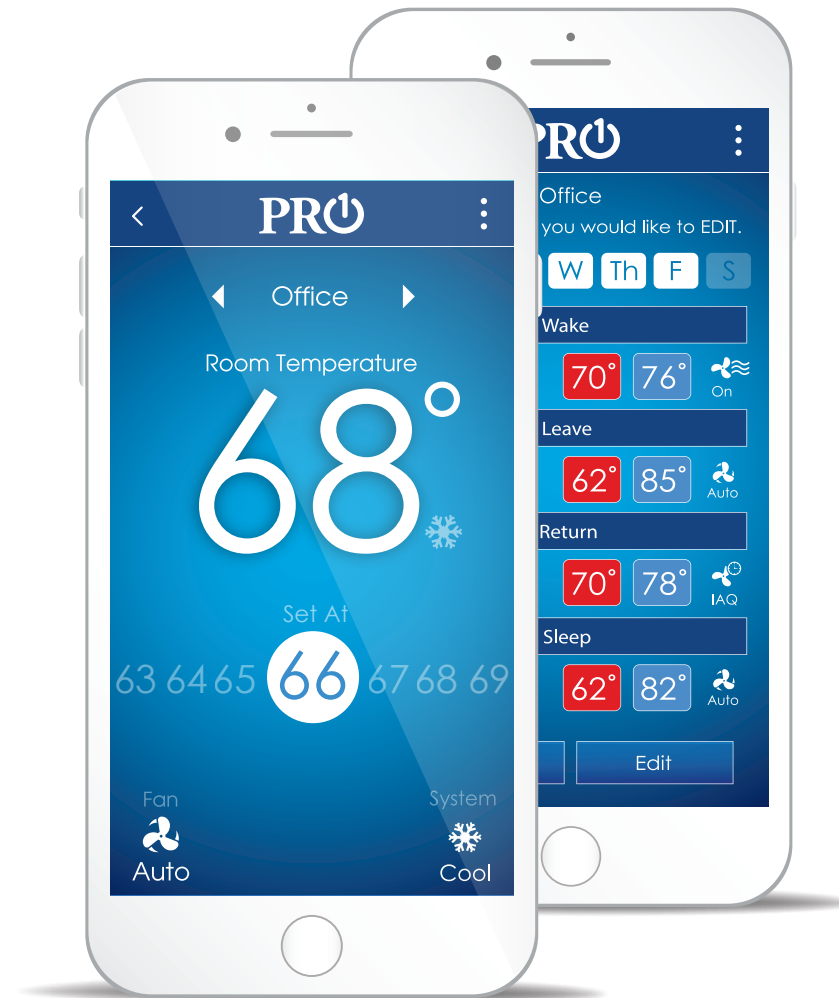 PRO1
Office
Room Temperature
68°
Set At
63 64 65 66 67 68 69
Fan
System
Auto
Cool
PRO1
Office
you would like to EDIT.
W Th F S
Wake
70° 76° On
Leave
62° 85° Auto
Return
70° 78° IAQ
Sleep
62° 82° Auto
Edit